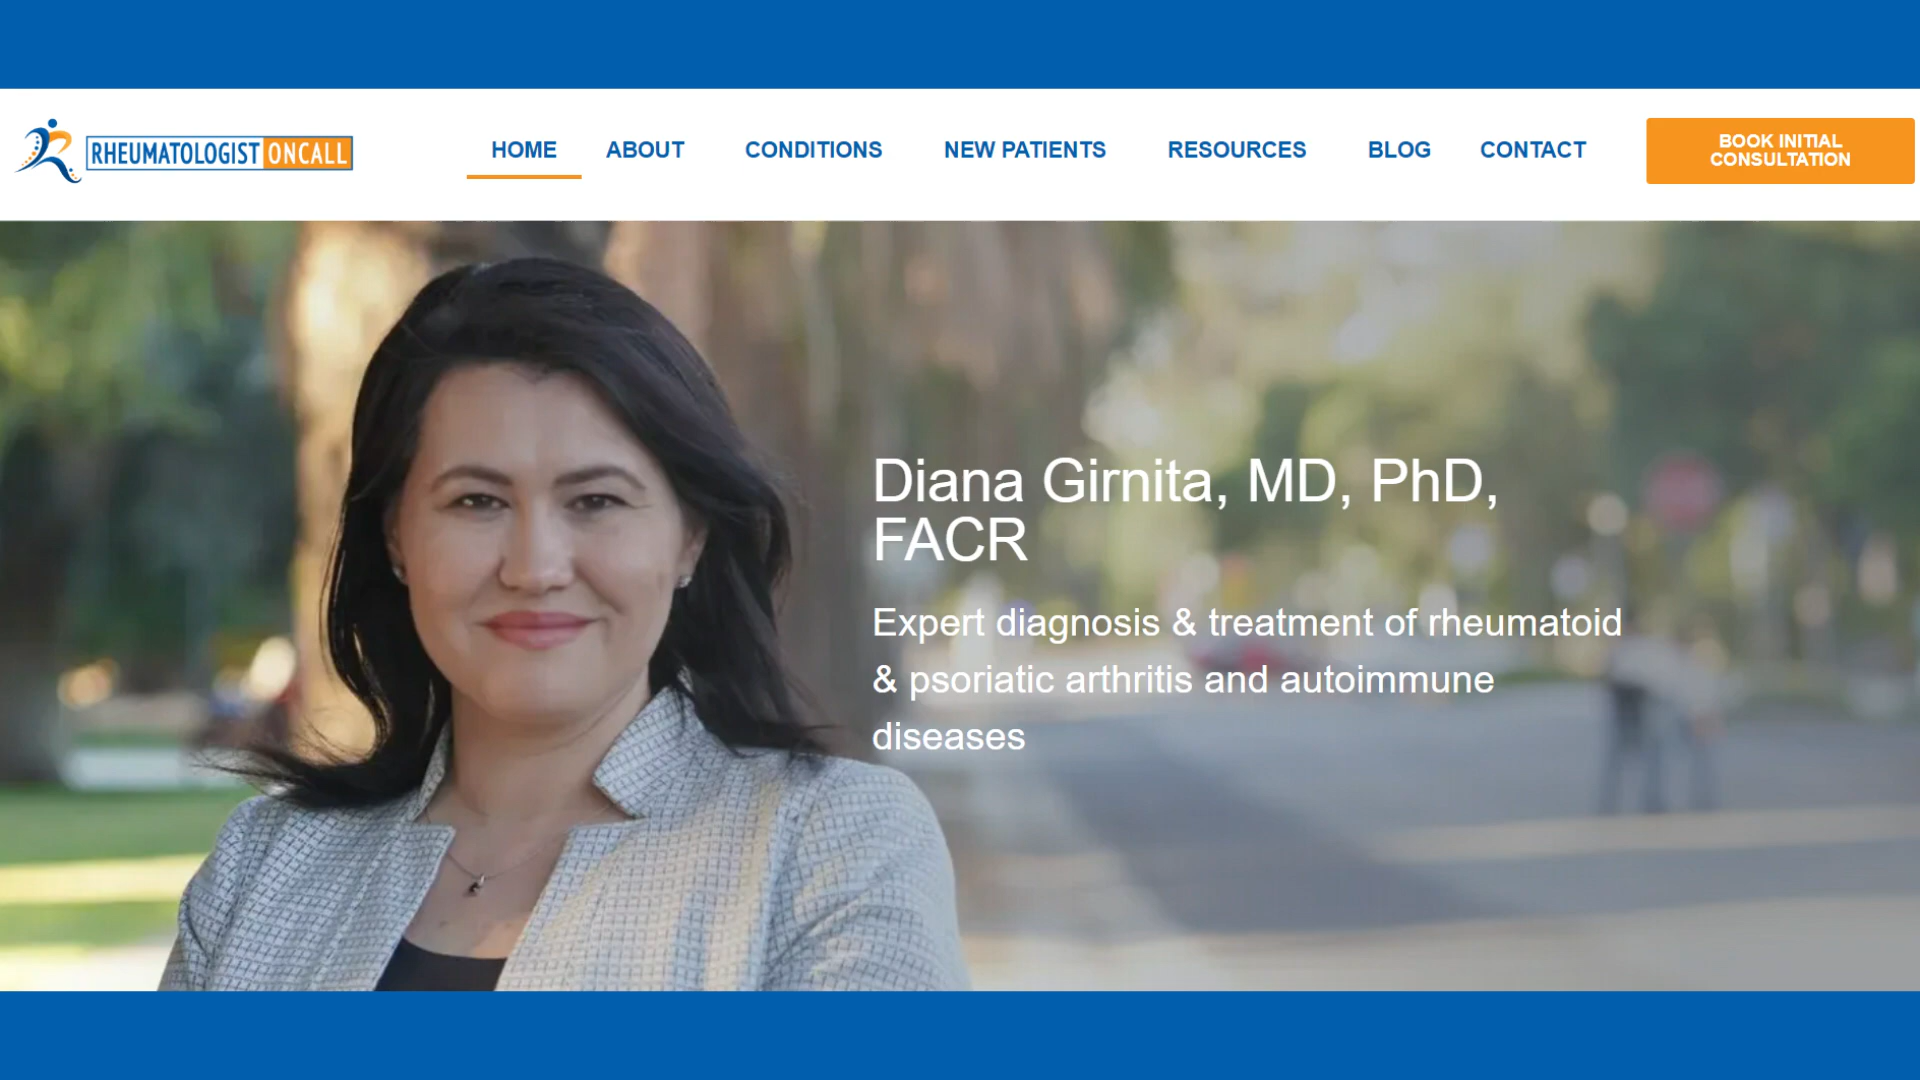 RHEUMATOLOGIST ONCALL
HOME ABOUT CONDITIONS NEW PATIENTS RESOURCES BLOG CONTACT
BOOK INITIAL
CONSULTATION
Diana Girnita, MD, PhD,
FACR
Expert diagnosis & treatment of rheumatoid
& psoriatic arthritis and autoimmune
diseases